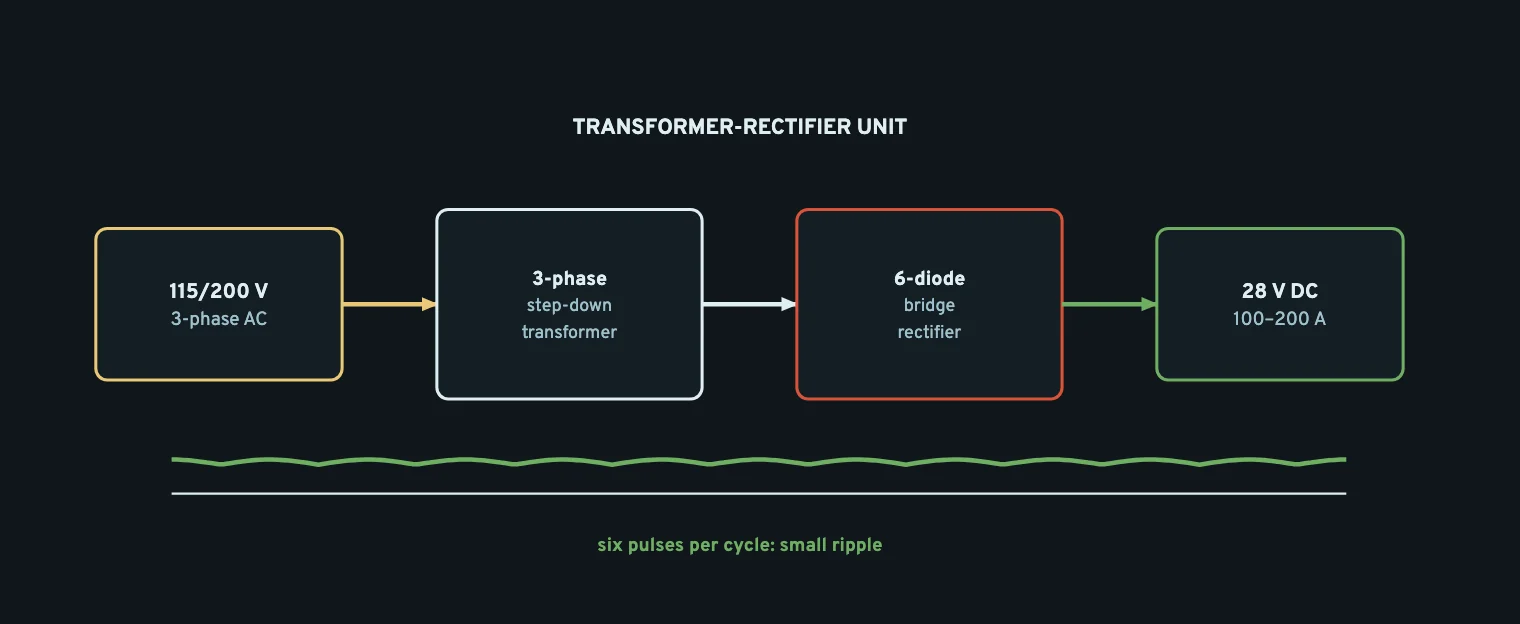 TRANSFORMER-RECTIFIER UNIT
115/200 V
3-phase AC
3-phase
step-down
transformer
6-diode
bridge
rectifier
28 V DC
100–200 A
six pulses per cycle: small ripple